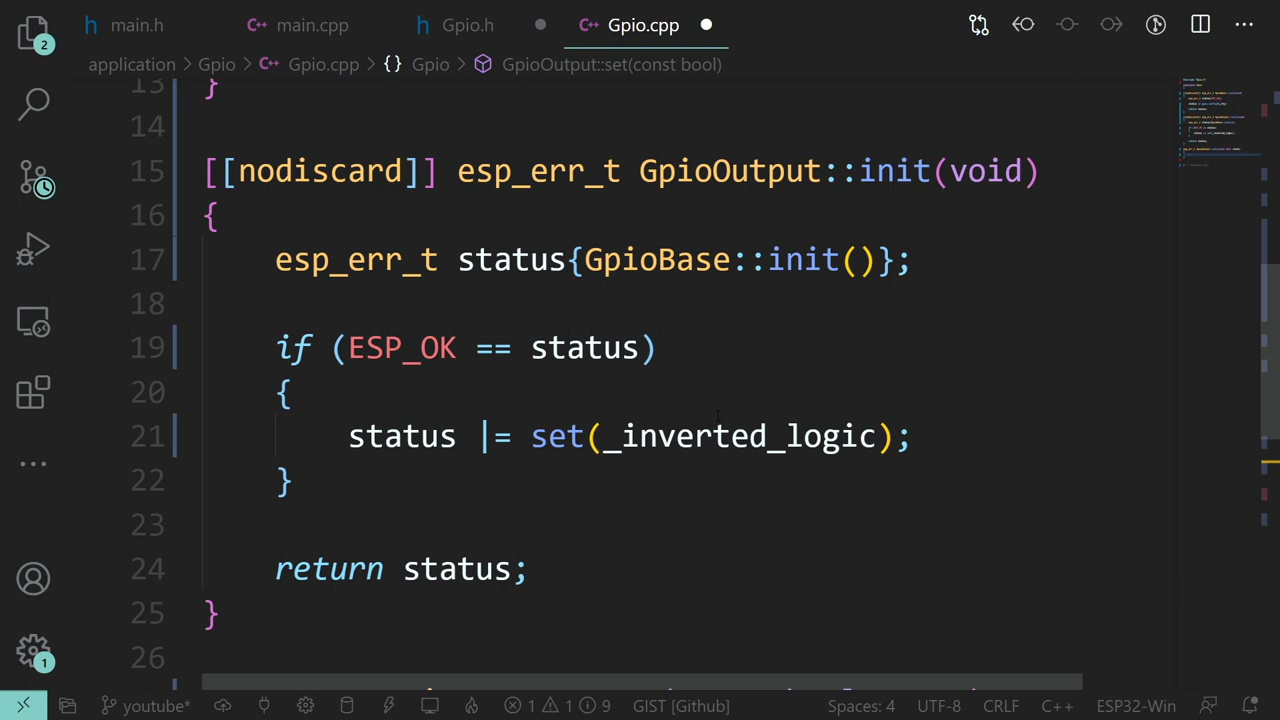 main.h
main.cpp
Gpio.h
Gpio.cpp
2
application > Gpio > Gpio.cpp > {} Gpio > GpioOutput::set(const bool)
13 }
14
15 [[nodiscard]] esp_err_t GpioOutput::init(void)
16 {
17 esp_err_t status{GpioBase::init()};
18
19 if (ESP_OK == status)
20 {
21 status |= set(_inverted_logic);
22 }
23
24 return status;
25 }
26
1
youtube* 1 1 9 GIST [Github] Spaces: 4 UTF-8 CRLF C++ ESP32-Win